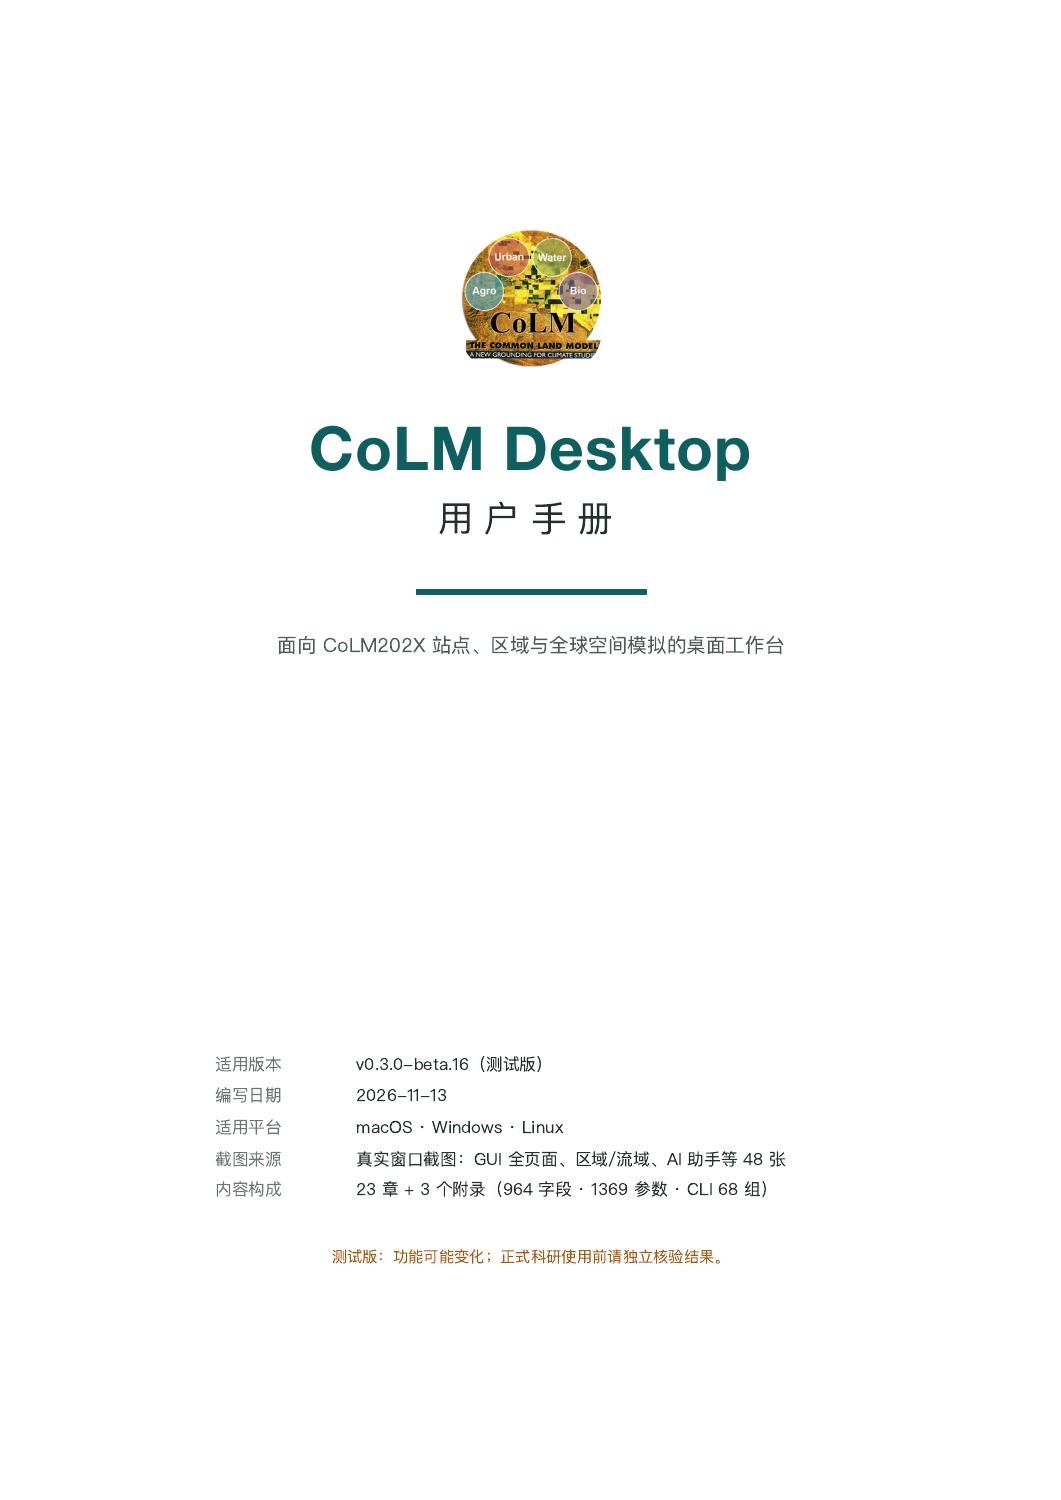 Urban Water
Agro Bio
CoLM
THE COMMON LAND MODEL
A NEW GROUNDING FOR CLIMATE STUDIE
CoLM Desktop
用户手册
面向 CoLM202X 站点、区域与全球空间模拟的桌面工作台
适用版本 v0.3.0-beta.16（测试版）
编写日期 2026-11-13
适用平台 macOS · Windows · Linux
截图来源 真实窗口截图：GUI 全页面、区域/流域、AI 助手等 48 张
内容构成 23 章 + 3 个附录（964 字段 · 1369 参数 · CLI 68 组）
测试版：功能可能变化；正式科研使用前请独立核验结果。